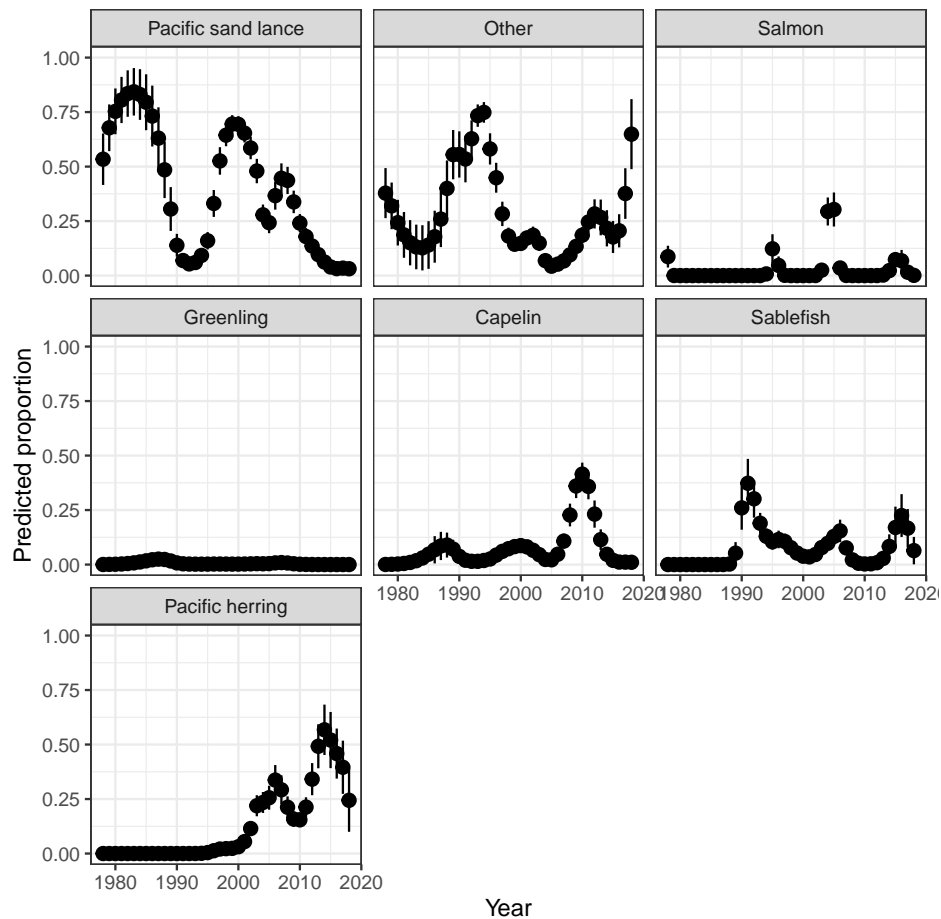 Pacific sand lance
Other
Salmon
1.00
0.75
0.50
0.25
0.00
Greenling
Capelin
Sablefish
1.00
0.75
0.50
0.25
0.00
1980 1990 2000 2010 2020
1980 1990 2000 2010 2020
Pacific herring
1.00
0.75
0.50
0.25
0.00
1980 1990 2000 2010 2020
Predicted proportion
Year